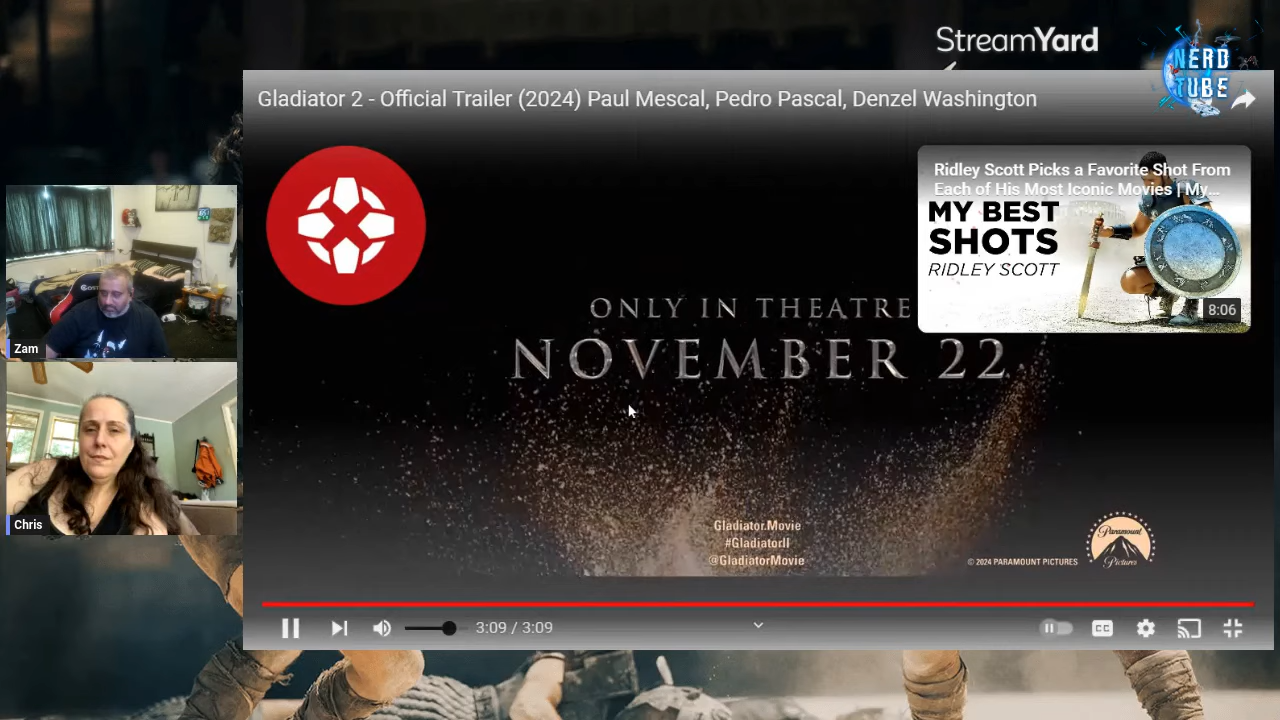 StreamYard
NERD
TUBE
Gladiator 2 - Official Trailer (2024) Paul Mescal, Pedro Pascal, Denzel Washington
Ridley Scott Picks a Favorite Shot From
Each of His Most Iconic Movies | My...
MY BEST
SHOTS
RIDLEY SCOTT
8:06
ONLY IN THEATRE
NOVEMBER 22
Zam
Chris
Gladiator.Movie
#GladiatorII
@GladiatorMovie
© 2024 PARAMOUNT PICTURES
Paramount
Pictures
3:09 / 3:09
CC